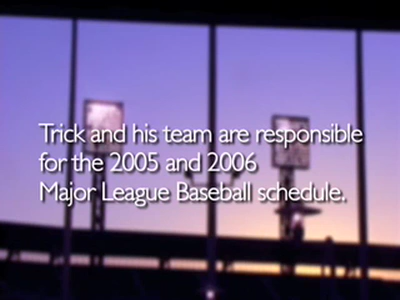 Trick and his team are responsible
for the 2005 and 2006
Major League Baseball schedule.